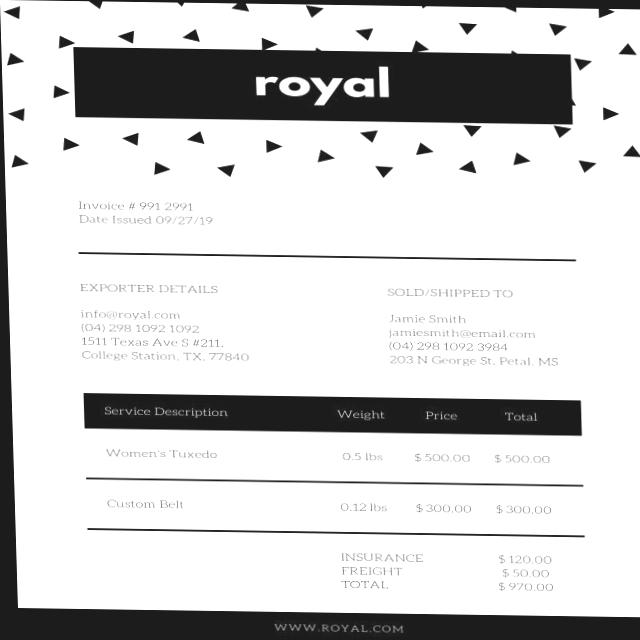 royal
Invoice # 991 2991
Date Issued 09/27/19
EXPORTER DETAILS
info@royal.com
(04) 298 1092 1092
1511 Texas Ave S #211,
College Station, TX, 77840
SOLD/SHIPPED TO
Jamie Smith
jamiesmith@email.com
(04) 298 1092 3984
203 N George St. Petal, MS
Service Description Weight Price Total
Women's Tuxedo 0.5 lbs $ 500.00 $ 500.00
Custom Belt 0.12 lbs $ 300.00 $ 300.00
INSURANCE $ 120.00
FREIGHT $ 50.00
TOTAL $ 970.00
WWW.ROYAL.COM